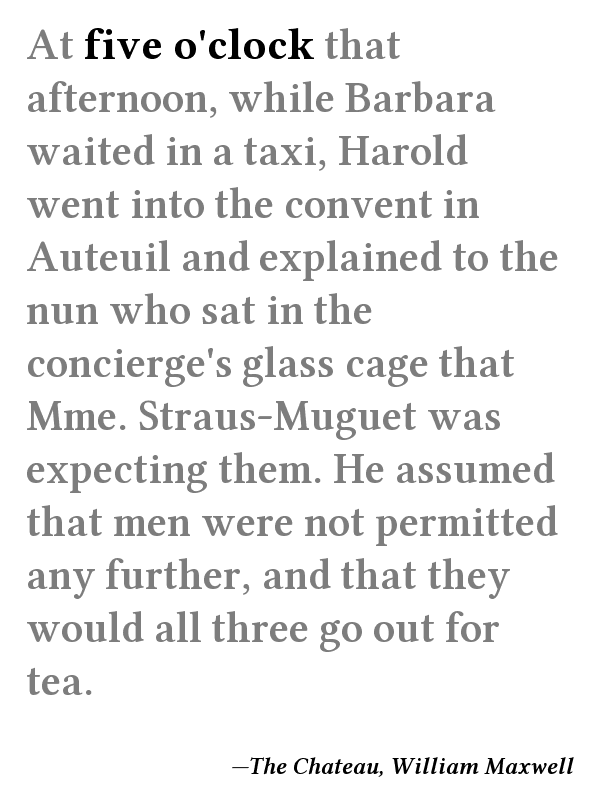 At five o'clock that
afternoon, while Barbara
waited in a taxi, Harold
went into the convent in
Auteuil and explained to the
nun who sat in the
concierge's glass cage that
Mme. Straus-Muguet was
expecting them. He assumed
that men were not permitted
any further, and that they
would all three go out for
tea.
—The Chateau, William Maxwell